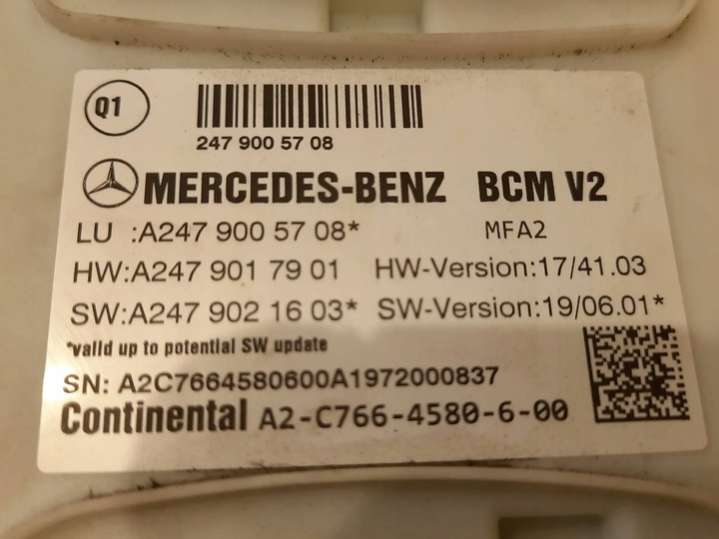 Q1
247 900 57 08
MERCEDES-BENZ BCM V2
LU :A247 900 57 08* MFA2
HW:A247 901 79 01 HW-Version:17/41.03
SW:A247 902 16 03* SW-Version:19/06.01*
*valid up to potential SW update
SN: A2C7664580600A1972000837
Continental A2-C766-4580-6-00